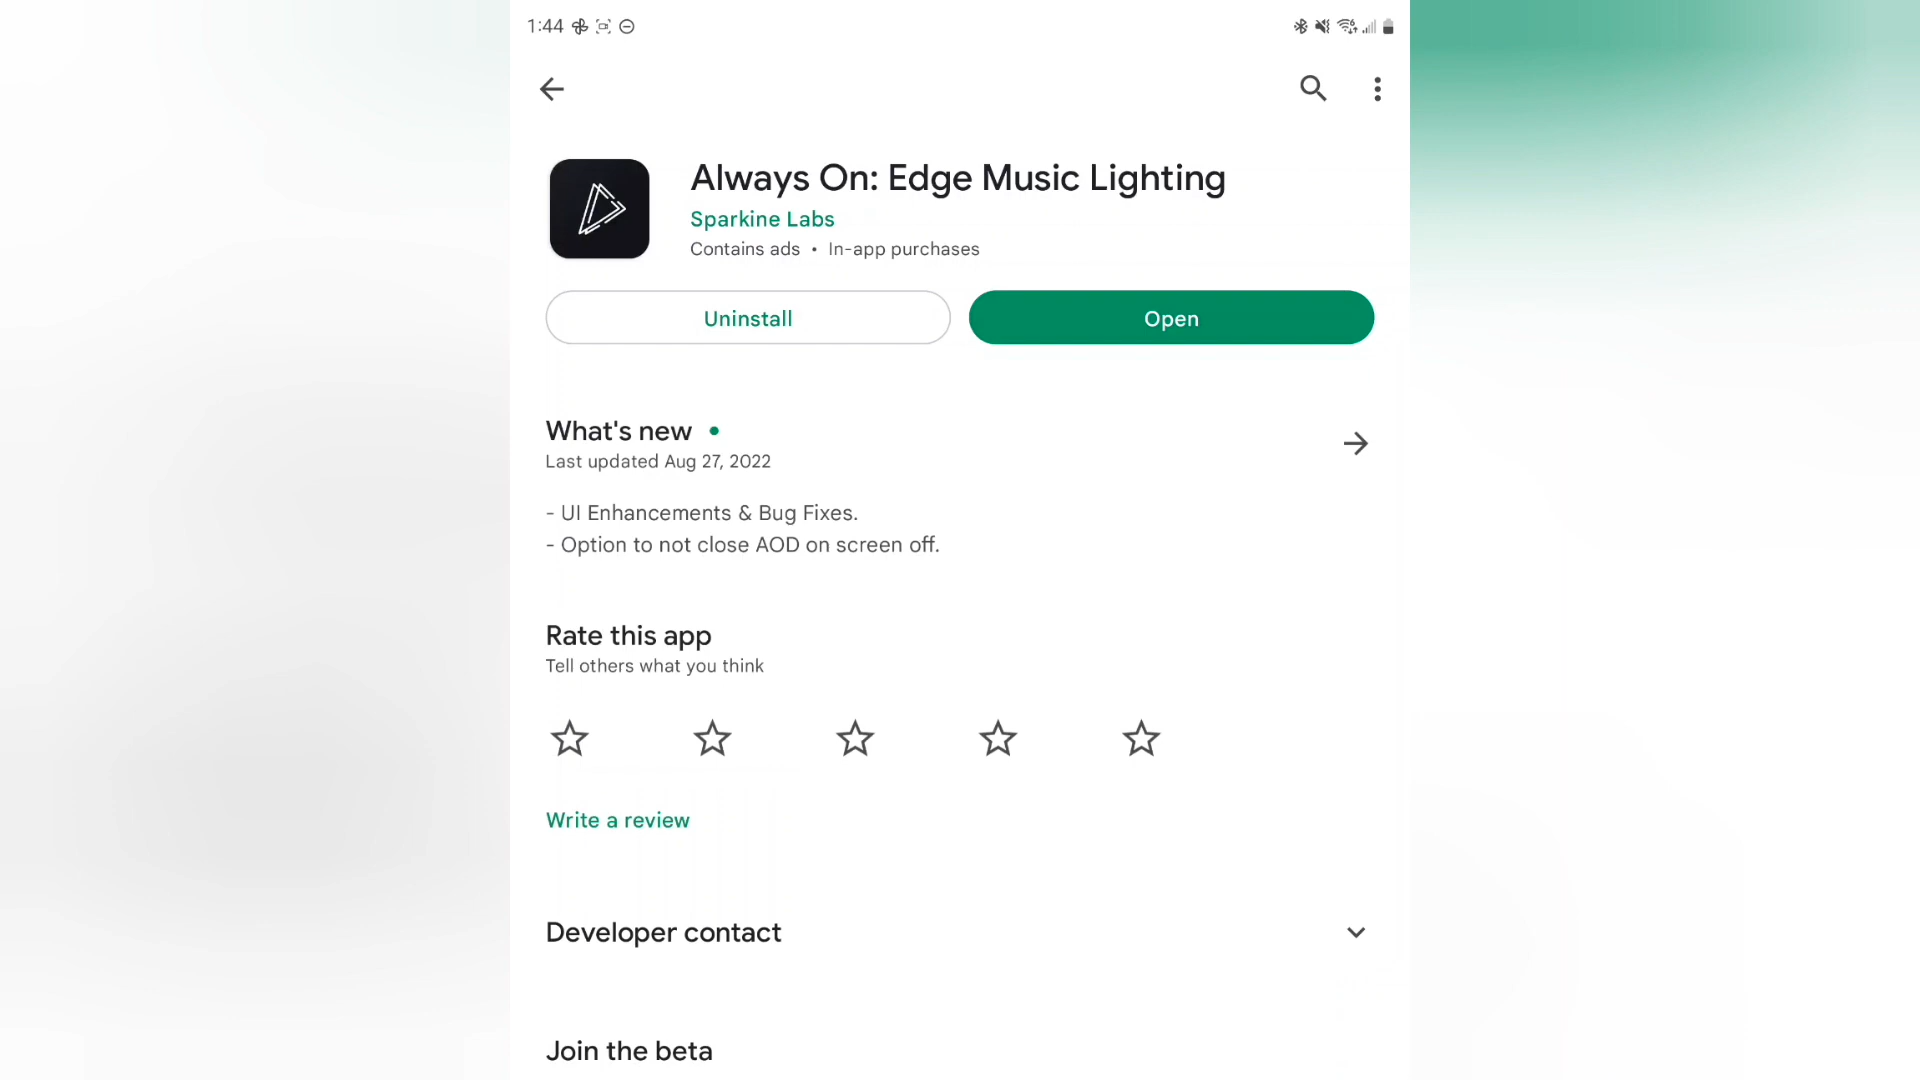 1:44
Always On: Edge Music Lighting
Sparkine Labs
Contains ads • In-app purchases
Uninstall
Open
What's new •
Last updated Aug 27, 2022
- UI Enhancements & Bug Fixes.
- Option to not close AOD on screen off.
Rate this app
Tell others what you think
Write a review
Developer contact
Join the beta